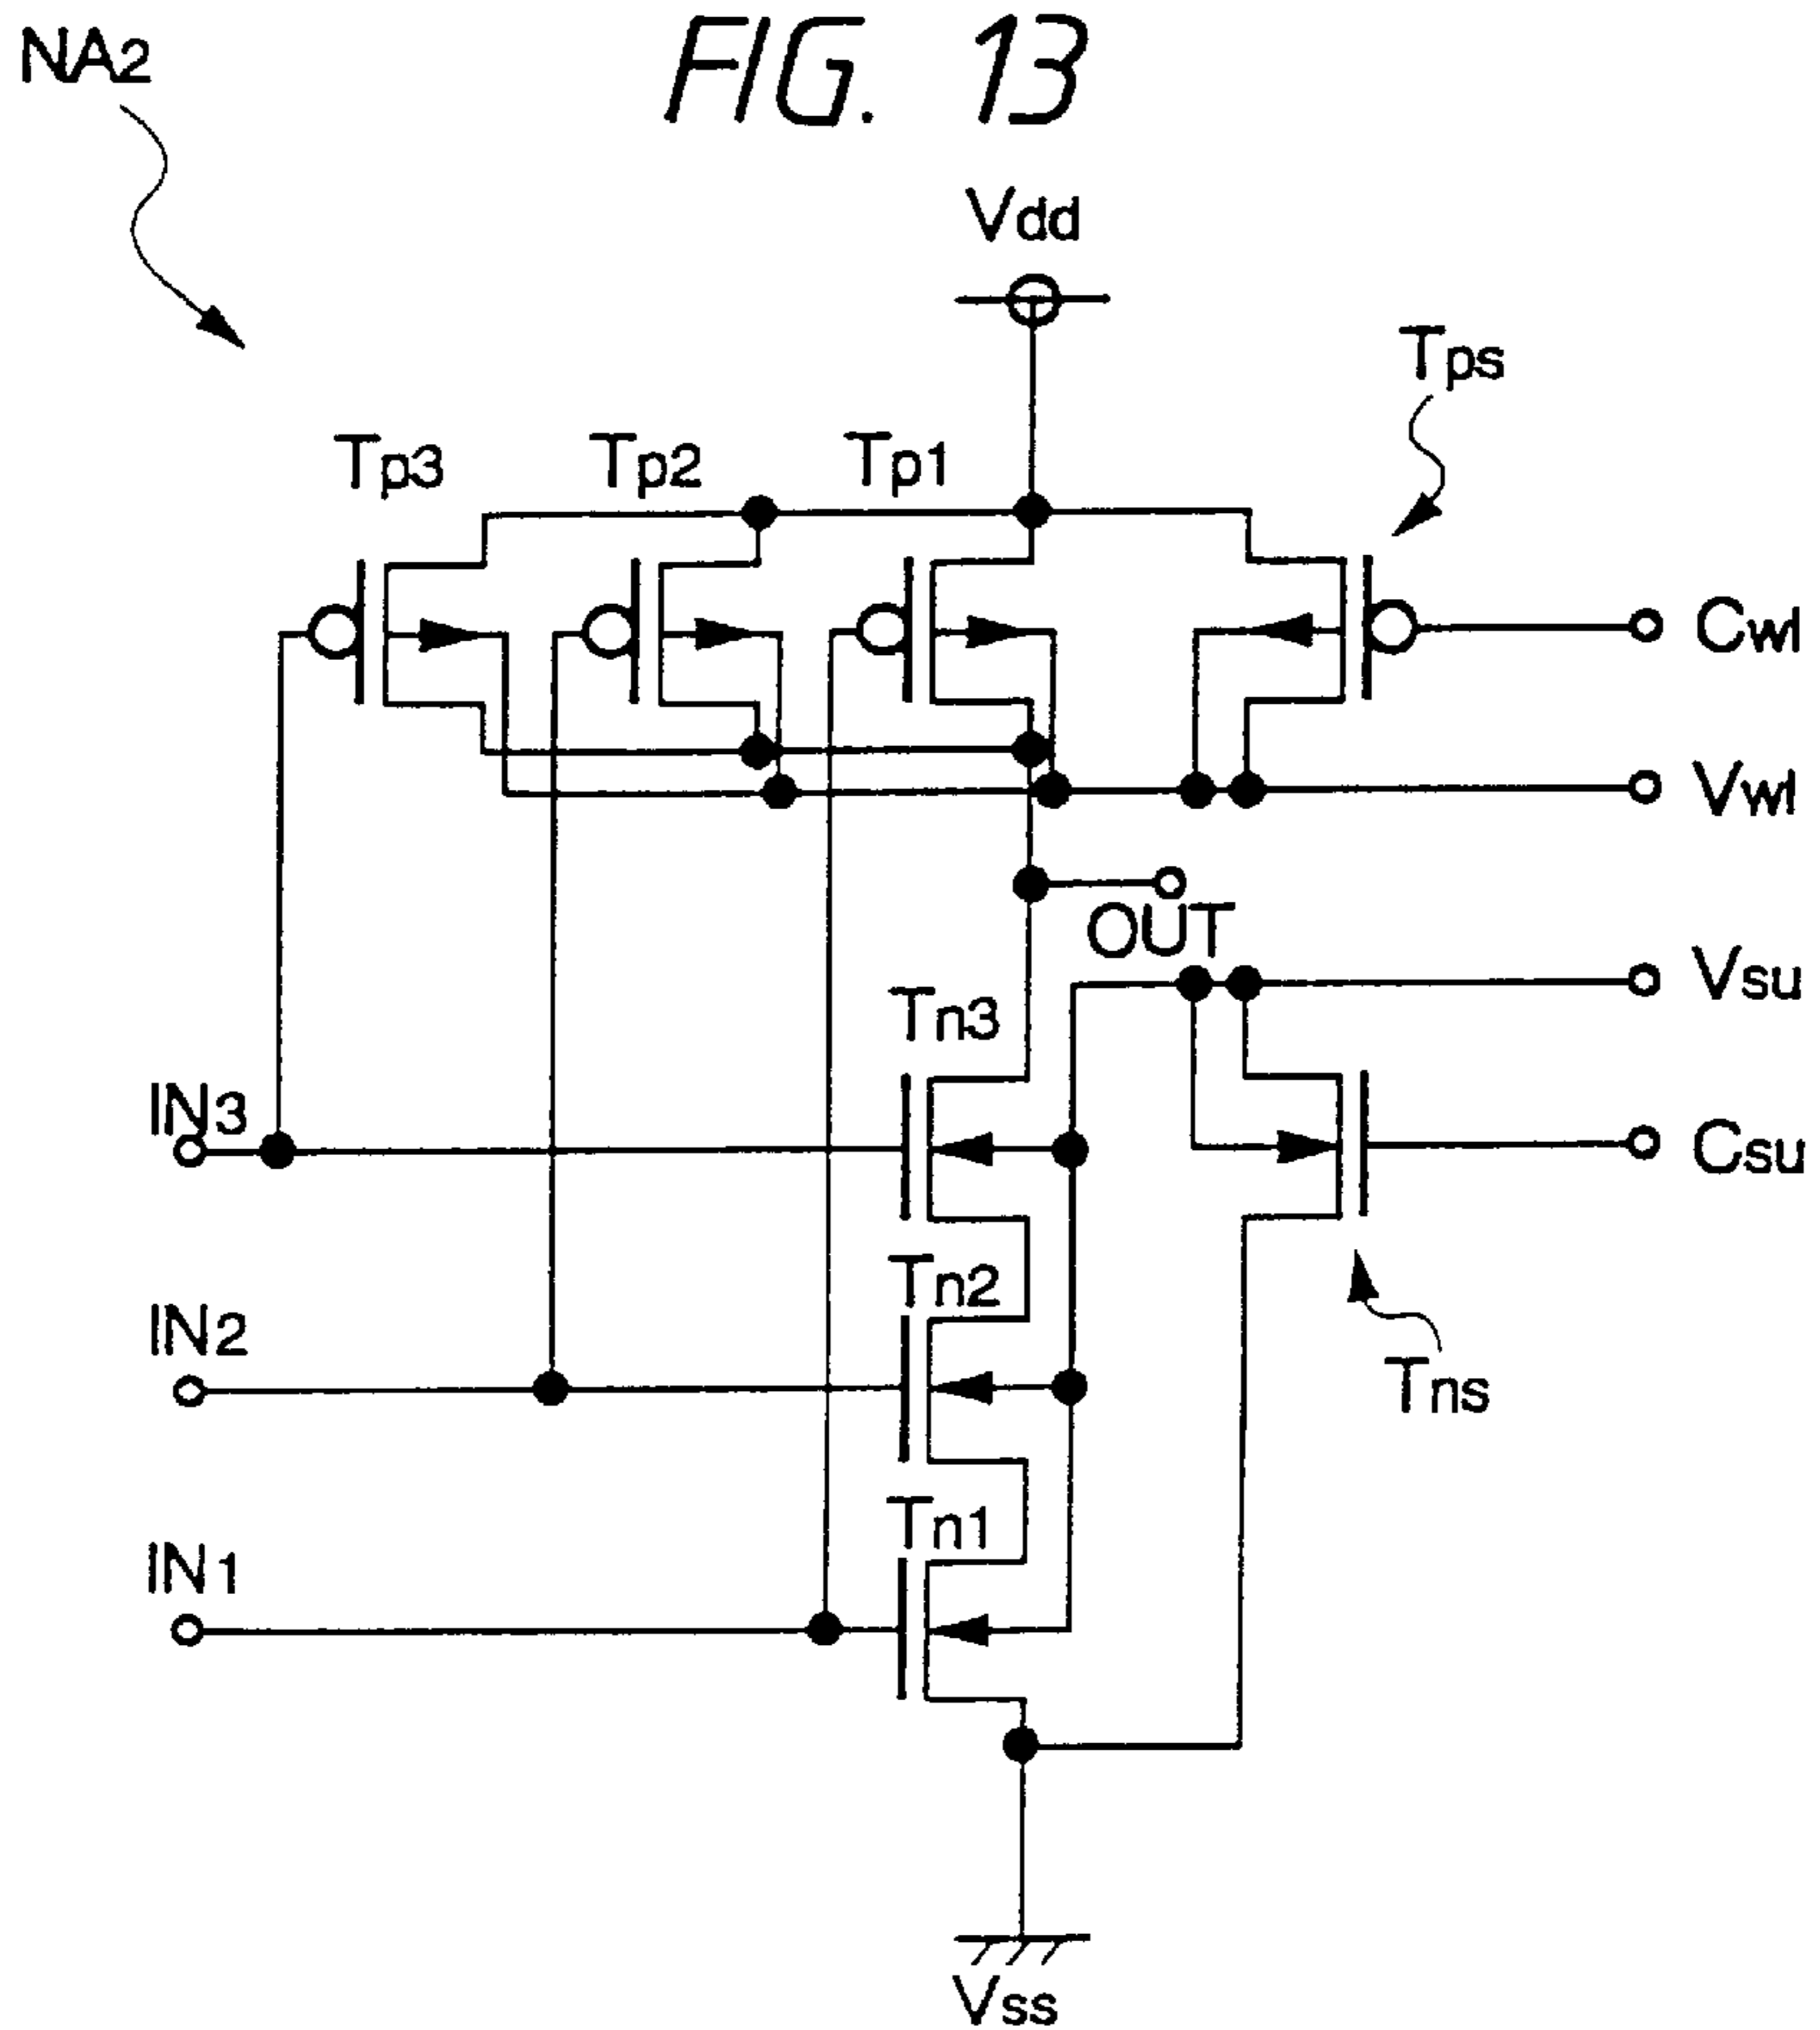 NA2
FIG. 13
Vdd
Tps
Tp3
Tp2
Tp1
Cwl
Vwl
OUT
Vsu
Tn3
IN3
Csu
Tn2
IN2
Tns
Tn1
IN1
Vss